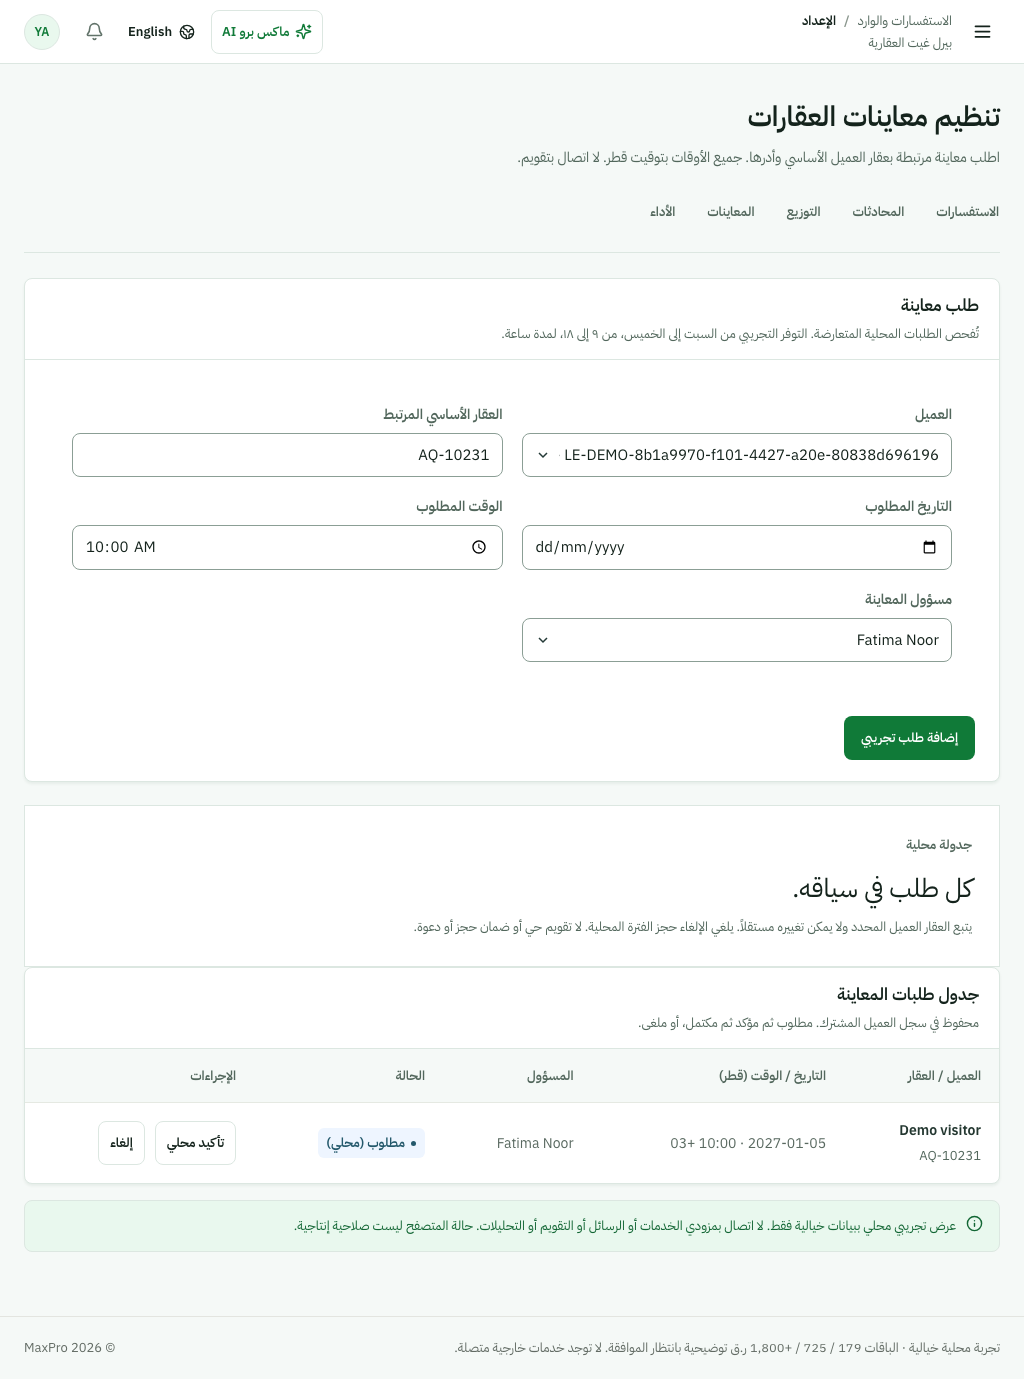 الاستفسارات والوارد / الإعداد
بيرل غيت العقارية
ماكس برو AI
English
YA
تنظيم معاينات العقارات
اطلب معاينة مرتبطة بعقار العميل الأساسي وأدرها. جميع الأوقات بتوقيت قطر. لا اتصال بتقويم.
الاستفسارات المحادثات التوزيع المعاينات الأداء
طلب معاينة
تُفحص الطلبات المحلية المتعارضة. التوفر التجريبي من السبت إلى الخميس، من ٩ إلى ١٨، لمدة ساعة.
العميل
LE-DEMO-8b1a9970-f101-4427-a20e-80838d696196
العقار الأساسي المرتبط
AQ-10231
التاريخ المطلوب
dd/mm/yyyy
الوقت المطلوب
10:00 AM
مسؤول المعاينة
Fatima Noor
إضافة طلب تجريبي
جدولة محلية
كل طلب في سياقه.
يتبع العقار العميل المحدد ولا يمكن تغييره مستقلاً. يلغي الإلغاء حجز الفترة المحلية. لا تقويم حي أو ضمان حجز أو دعوة.
جدول طلبات المعاينة
محفوظ في سجل العميل المشترك. مطلوب ثم مؤكد ثم مكتمل، أو ملغى.
العميل / العقار التاريخ / الوقت (قطر) المسؤول الحالة الإجراءات
Demo visitor
AQ-10231
2027-01-05 · 10:00 +03
Fatima Noor
مطلوب (محلي)
تأكيد محلي
إلغاء
عرض تجريبي محلي ببيانات خيالية فقط. لا اتصال بمزودي الخدمات أو الرسائل أو التقويم أو التحليلات. حالة المتصفح ليست صلاحية إنتاجية.
تجربة محلية خيالية · الباقات 179 / 725 / +1,800 ر.ق توضيحية بانتظار الموافقة. لا توجد خدمات خارجية متصلة.
© 2026 MaxPro